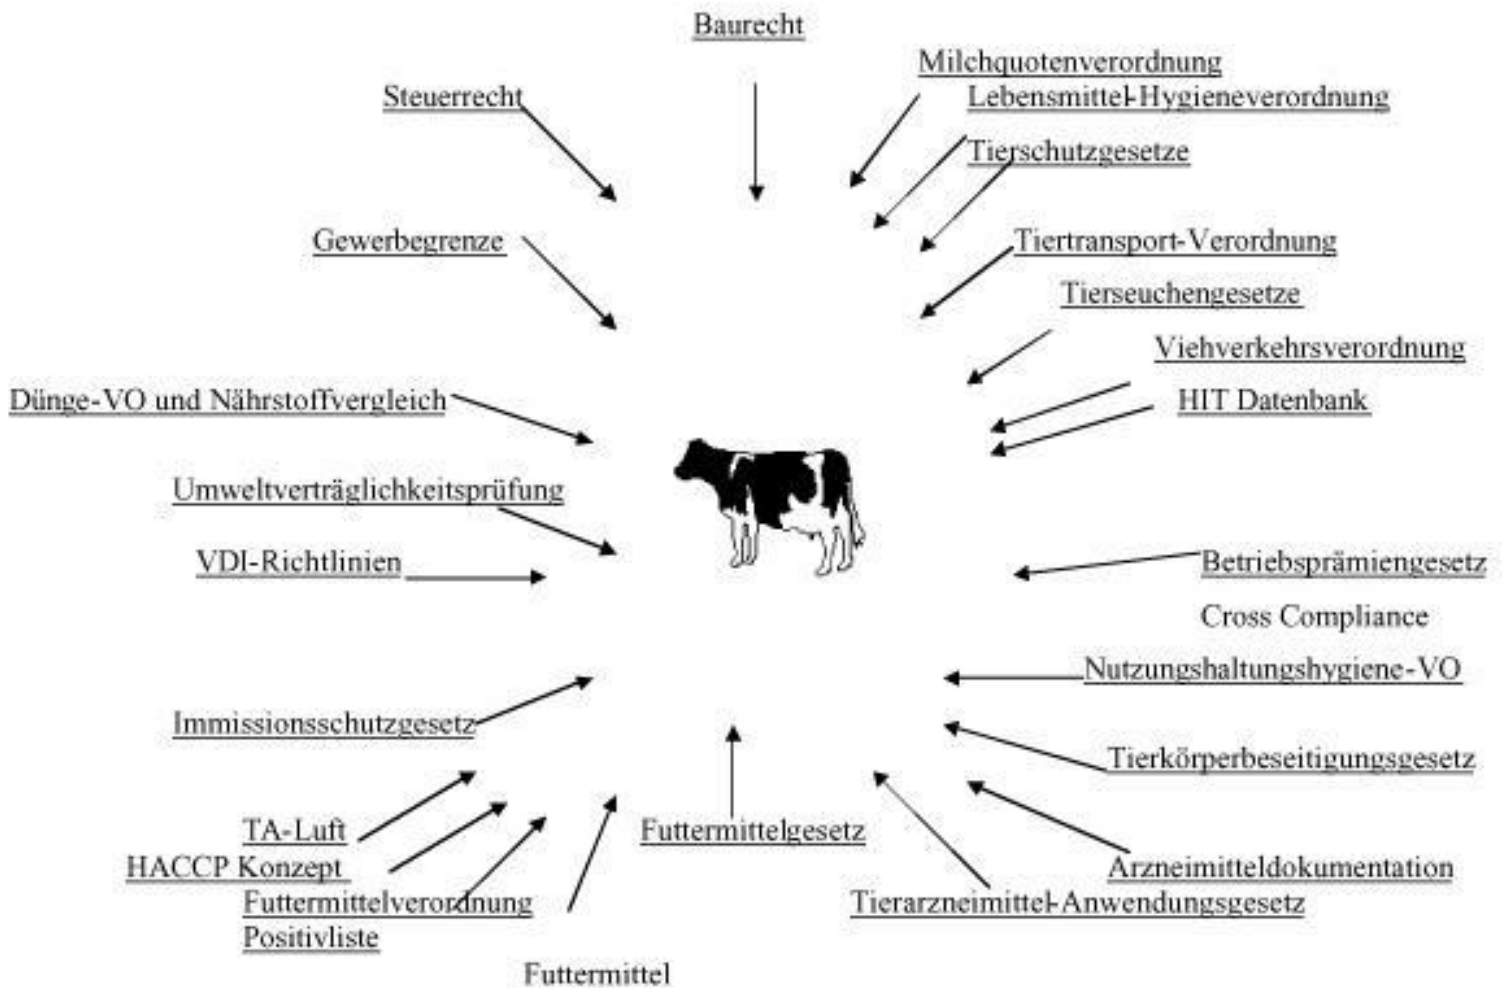 Baurecht
Milchquotenverordnung
Steuerrecht
Lebensmittel-Hygieneverordnung
Tierschutzgesetze
Gewerbegrenze
Tiertransport-Verordnung
Tierseuchengesetze
Viehverkehrsverordnung
Dünge-VO und Nährstoffvergleich
HIT Datenbank
Umweltverträglichkeitsprüfung
VDI-Richtlinien
Betriebsprämiengesetz
Cross Compliance
Nutzungshaltungshygiene-VO
Immissionsschutzgesetz
Tierkörperbeseitigungsgesetz
TA-Luft
Futtermittelgesetz
HACCP Konzept
Arzneimitteldokumentation
Futtermittelverordnung
Tierarzneimittel-Anwendungsgesetz
Positivliste
Futtermittel